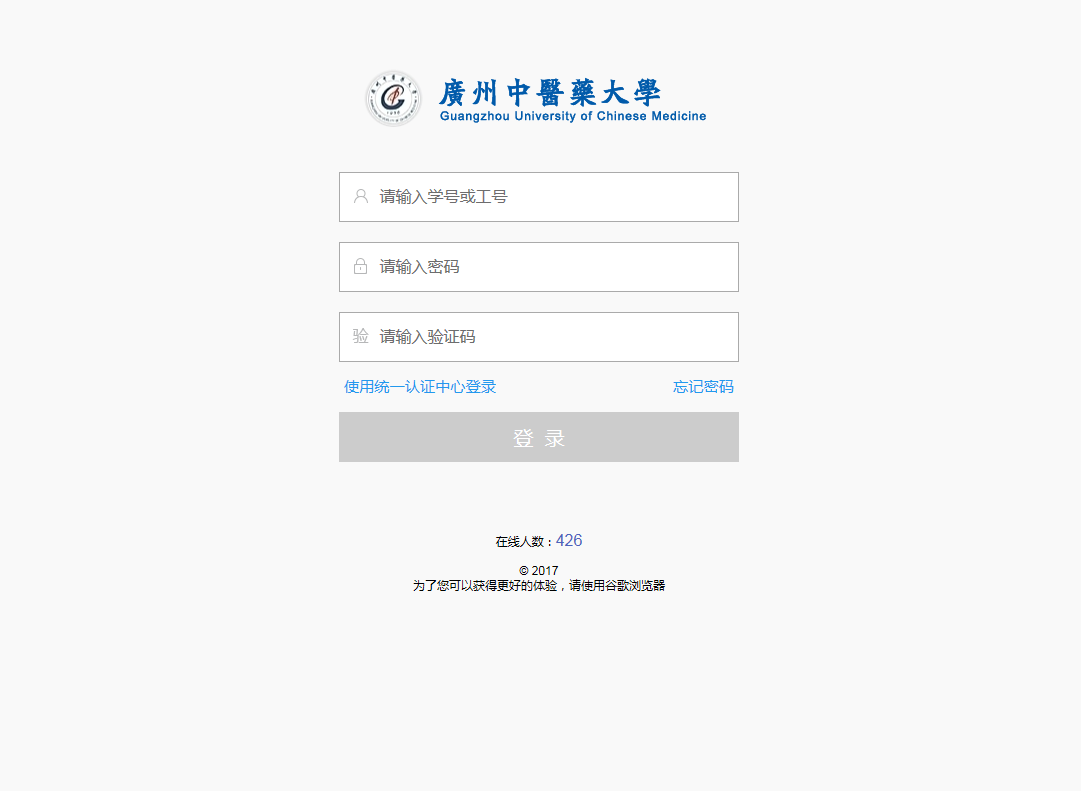 廣州中醫藥大學
Guangzhou University of Chinese Medicine
请输入学号或工号
请输入密码
验 请输入验证码
使用统一认证中心登录 忘记密码
登 录
在线人数：426
© 2017
为了您可以获得更好的体验，请使用谷歌浏览器